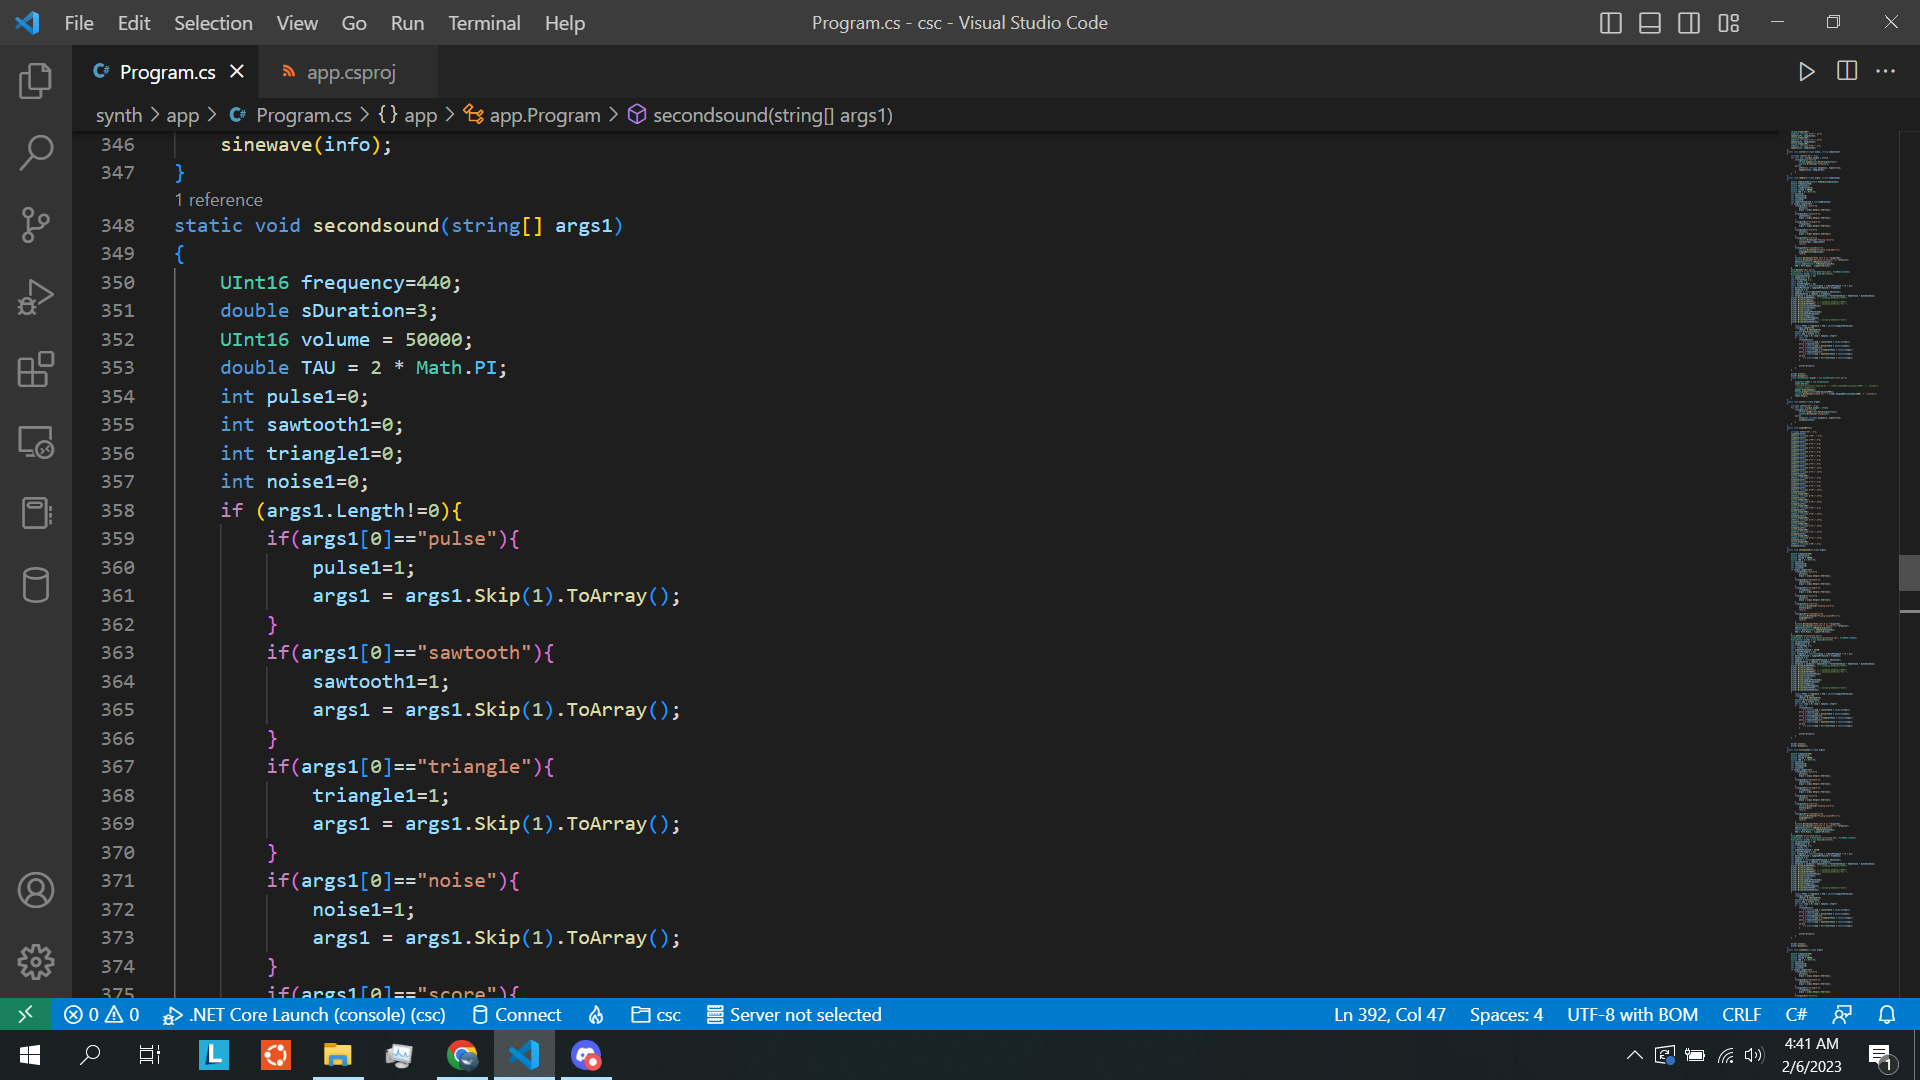 File Edit Selection View Go Run Terminal Help
Program.cs - csc - Visual Studio Code
Program.cs
app.csproj
synth > app > Program.cs > {} app > app.Program > secondsound(string[] args1)
346 sinewave(info);
347 }
1 reference
348 static void secondsound(string[] args1)
349 {
350 UInt16 frequency=440;
351 double sDuration=3;
352 UInt16 volume = 50000;
353 double TAU = 2 * Math.PI;
354 int pulse1=0;
355 int sawtooth1=0;
356 int triangle1=0;
357 int noise1=0;
358 if (args1.Length!=0){
359 if(args1[0]=="pulse"){
360 pulse1=1;
361 args1 = args1.Skip(1).ToArray();
362 }
363 if(args1[0]=="sawtooth"){
364 sawtooth1=1;
365 args1 = args1.Skip(1).ToArray();
366 }
367 if(args1[0]=="triangle"){
368 triangle1=1;
369 args1 = args1.Skip(1).ToArray();
370 }
371 if(args1[0]=="noise"){
372 noise1=1;
373 args1 = args1.Skip(1).ToArray();
374 }
375 if(args1[0]=="score"){
0 0 .NET Core Launch (console) (csc) Connect csc Server not selected Ln 392, Col 47 Spaces: 4 UTF-8 with BOM CRLF C#
4:41 AM
2/6/2023
1